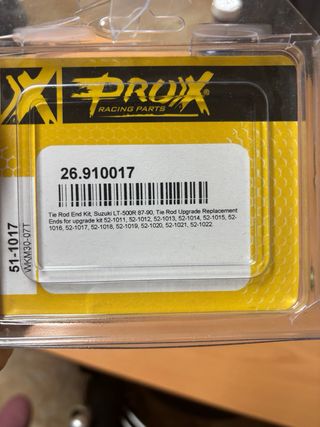 PROX®
RACING PARTS
26.910017
Tie Rod End Kit, Suzuki LT-500R 87-90, Tie Rod Upgrade Replacement
Ends for upgrade kit 52-1011, 52-1012, 52-1013, 52-1014, 52-1015, 52-
1016, 52-1017, 52-1018, 52-1019, 52-1020, 52-1021, 52-1022
51-1017
WKM30-07T